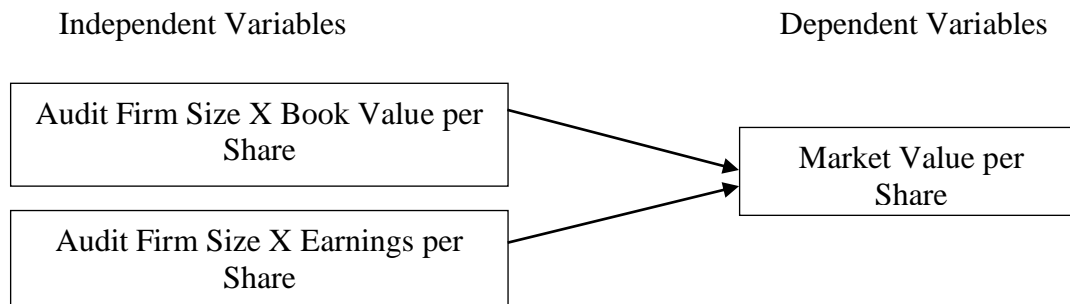 Independent Variables
Dependent Variables
Audit Firm Size X Book Value per
Share
Market Value per
Share
Audit Firm Size X Earnings per
Share